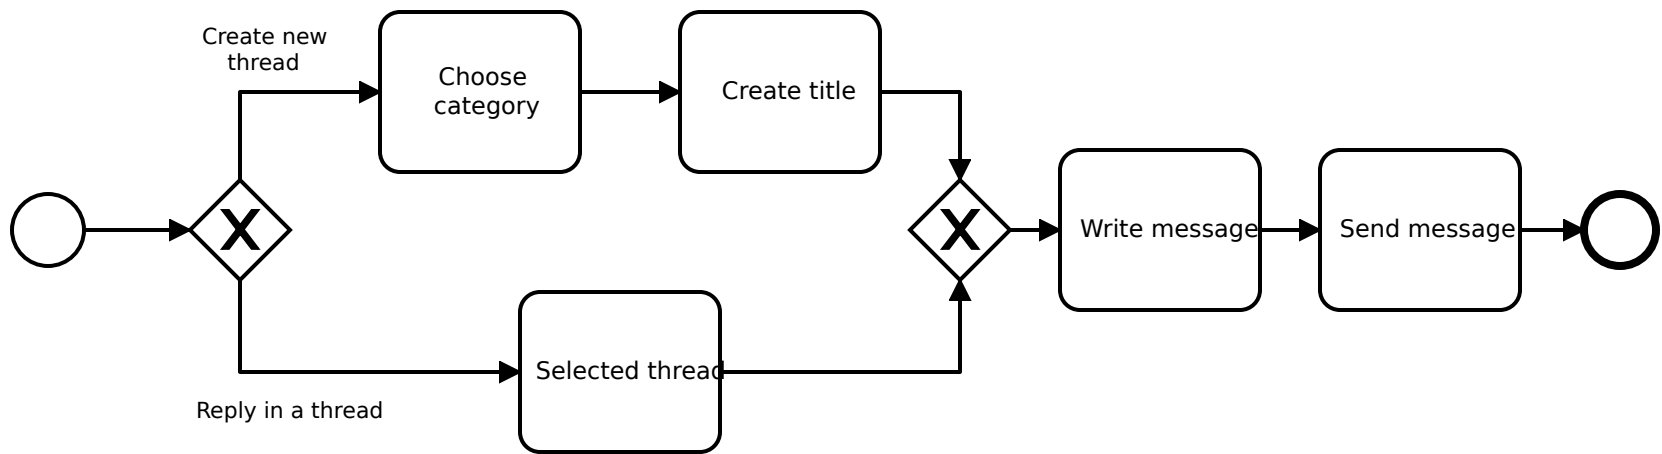 Create new
thread
Choose
category
Create title
X
X
Write message
Send message
Selected thread
Reply in a thread